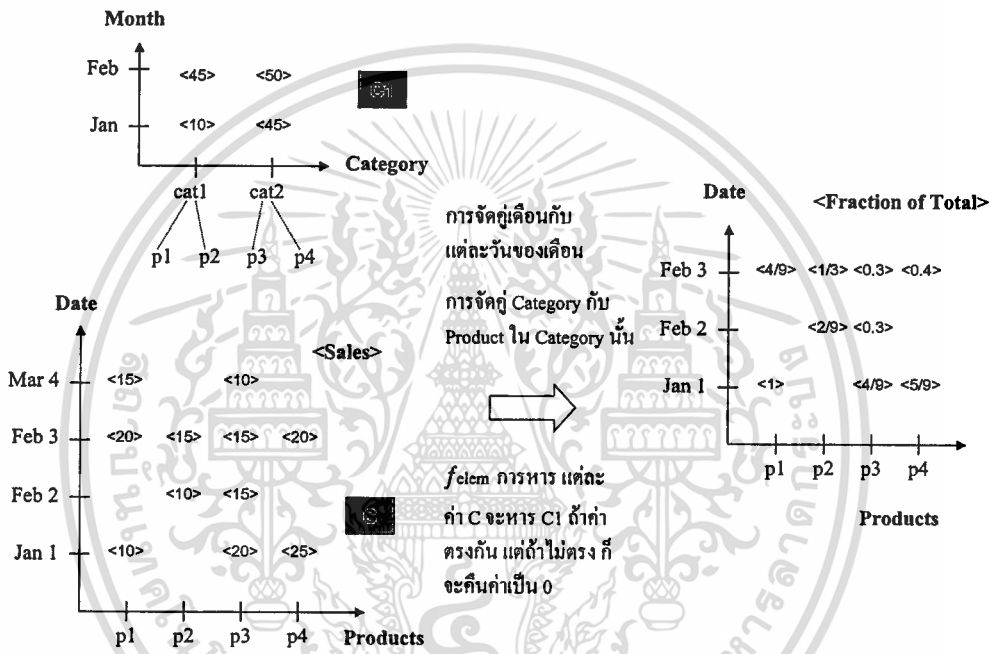 Month
Feb <45> <50>
C1
Jan <10> <45>
Category
cat1 cat2
p1 p2 p3 p4
การจัดคู่เดือนกับ
แต่ละวันของเดือน
การจัดคู่ Category กับ
Product ใน Category นั้น
Date
<Sales>
Mar 4 <15> <10>
Feb 3 <20> <15> <15> <20>
Feb 2 <10> <15>
C
Jan 1 <10> <20> <25>
p1 p2 p3 p4
Products
felem การหาร แต่ละ
ค่า C จะหาร C1 ถ้าค่า
ตรงกัน แต่ถ้าไม่ตรง ก็
จะคืนค่าเป็น 0
Date
<Fraction of Total>
Feb 3 <4/9> <1/3> <0.3> <0.4>
Feb 2 <2/9> <0.3>
Jan 1 <1> <4/9> <5/9>
p1 p2 p3 p4
Products